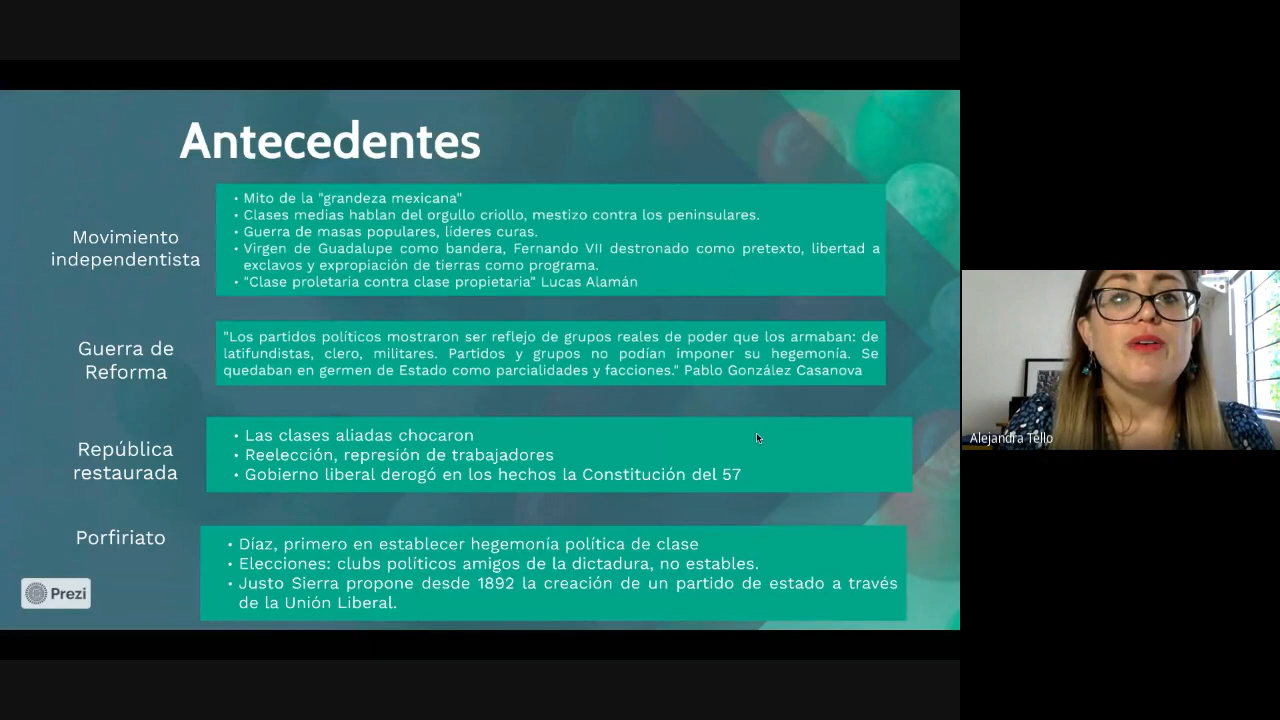 Antecedentes
Movimiento
independentista
• Mito de la "grandeza mexicana"
• Clases medias hablan del orgullo criollo, mestizo contra los peninsulares.
• Guerra de masas populares, líderes curas.
• Virgen de Guadalupe como bandera, Fernando VII destronado como pretexto, libertad a
exclavos y expropiación de tierras como programa.
• "Clase proletaria contra clase propietaria" Lucas Alamán
Guerra de
Reforma
"Los partidos políticos mostraron ser reflejo de grupos reales de poder que los armaban: de
latifundistas, clero, militares. Partidos y grupos no podían imponer su hegemonía. Se
quedaban en germen de Estado como parcialidades y facciones." Pablo González Casanova
República
restaurada
• Las clases aliadas chocaron
• Reelección, represión de trabajadores
• Gobierno liberal derogó en los hechos la Constitución del 57
Porfiriato
• Díaz, primero en establecer hegemonía política de clase
• Elecciones: clubs políticos amigos de la dictadura, no estables.
• Justo Sierra propone desde 1892 la creación de un partido de estado a través
de la Unión Liberal.
Prezi
Alejandra Tello